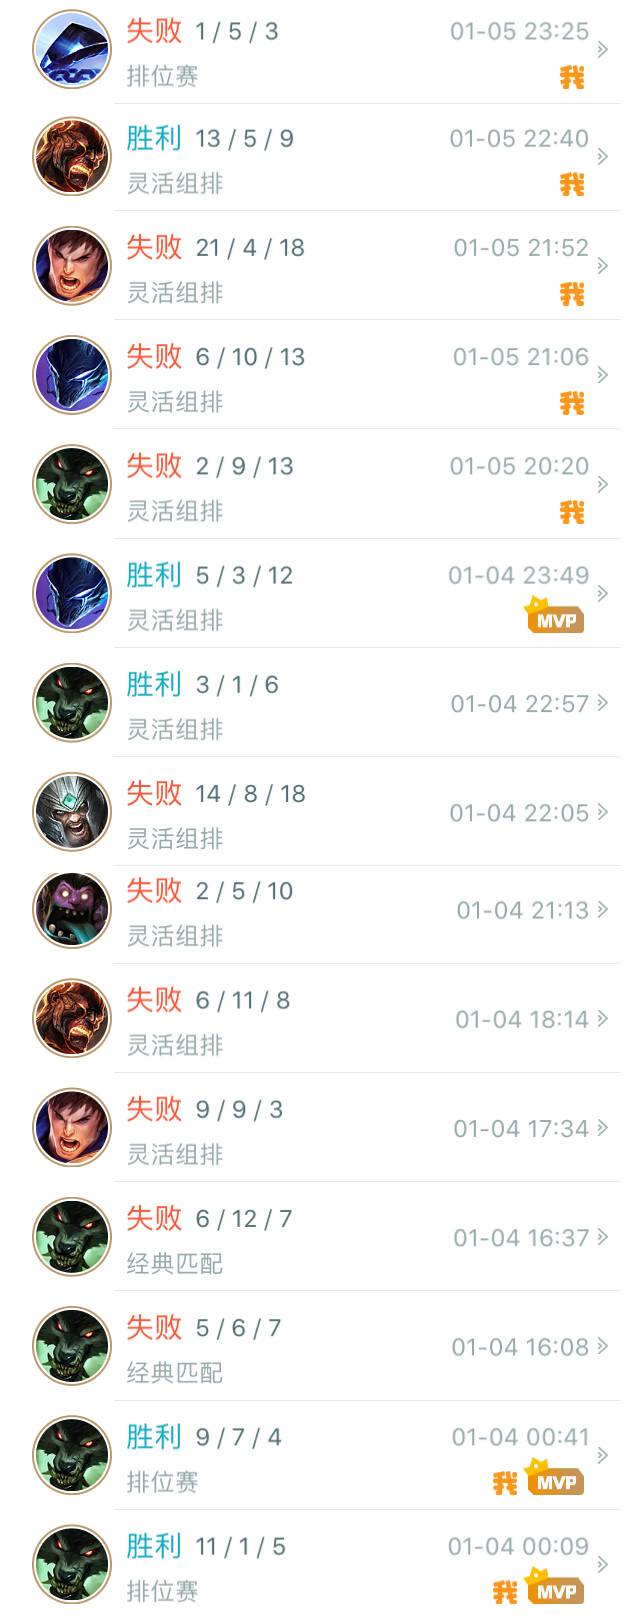 失败 1 / 5 / 3 01-05 23:25
排位赛 我
胜利 13 / 5 / 9 01-05 22:40
灵活组排 我
失败 21 / 4 / 18 01-05 21:52
灵活组排 我
失败 6 / 10 / 13 01-05 21:06
灵活组排 我
失败 2 / 9 / 13 01-05 20:20
灵活组排 我
胜利 5 / 3 / 12 01-04 23:49
灵活组排 MVP
胜利 3 / 1 / 6 01-04 22:57
灵活组排
失败 14 / 8 / 18 01-04 22:05
灵活组排
失败 2 / 5 / 10 01-04 21:13
灵活组排
失败 6 / 11 / 8 01-04 18:14
灵活组排
失败 9 / 9 / 3 01-04 17:34
灵活组排
失败 6 / 12 / 7 01-04 16:37
经典匹配
失败 5 / 6 / 7 01-04 16:08
经典匹配
胜利 9 / 7 / 4 01-04 00:41
排位赛 我 MVP
胜利 11 / 1 / 5 01-04 00:09
排位赛 我 MVP